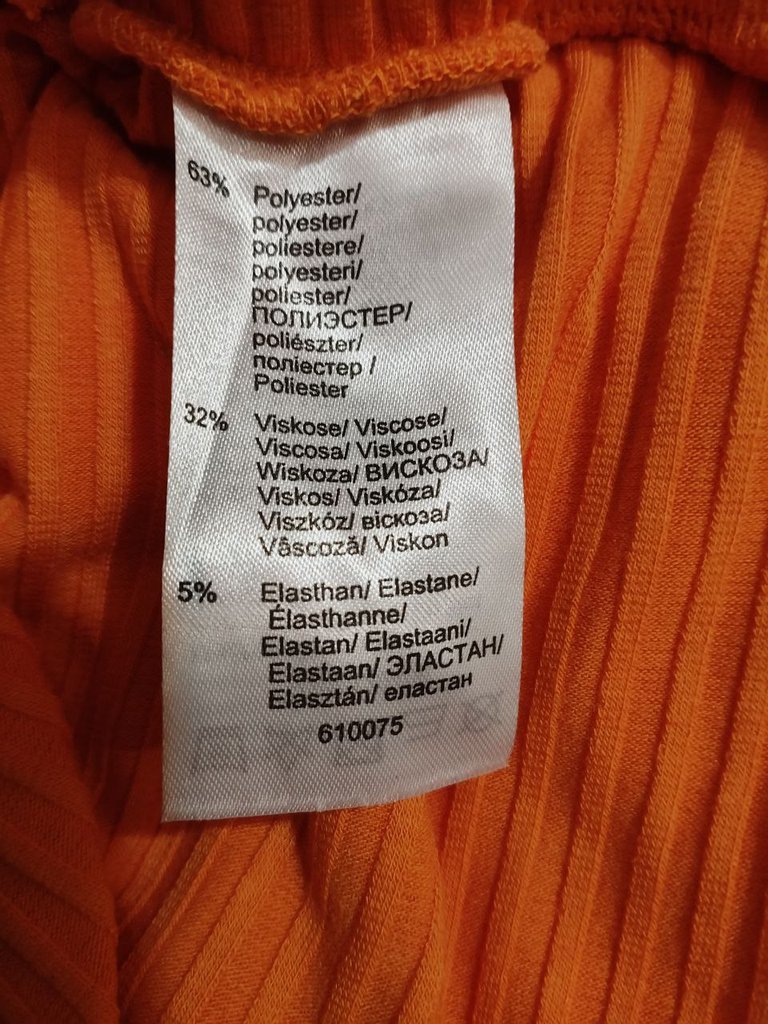 63% Polyester/
polyester/
poliestere/
polyesteri/
poliester/
ПОЛИЭСТЕР/
poliészter/
поліестер /
Poliester
32% Viskose/ Viscose/
Viscosa/ Viskoosi/
Wiskoza/ ВИСКОЗА/
Viskos/ Viskóza/
Viszkóz/ віскоза/
Vâscoză/ Viskon
5% Elasthan/ Elastane/
Élasthanne/
Elastan/ Elastaani/
Elastaan/ ЭЛАСТАН/
Elasztán/ еластан
610075